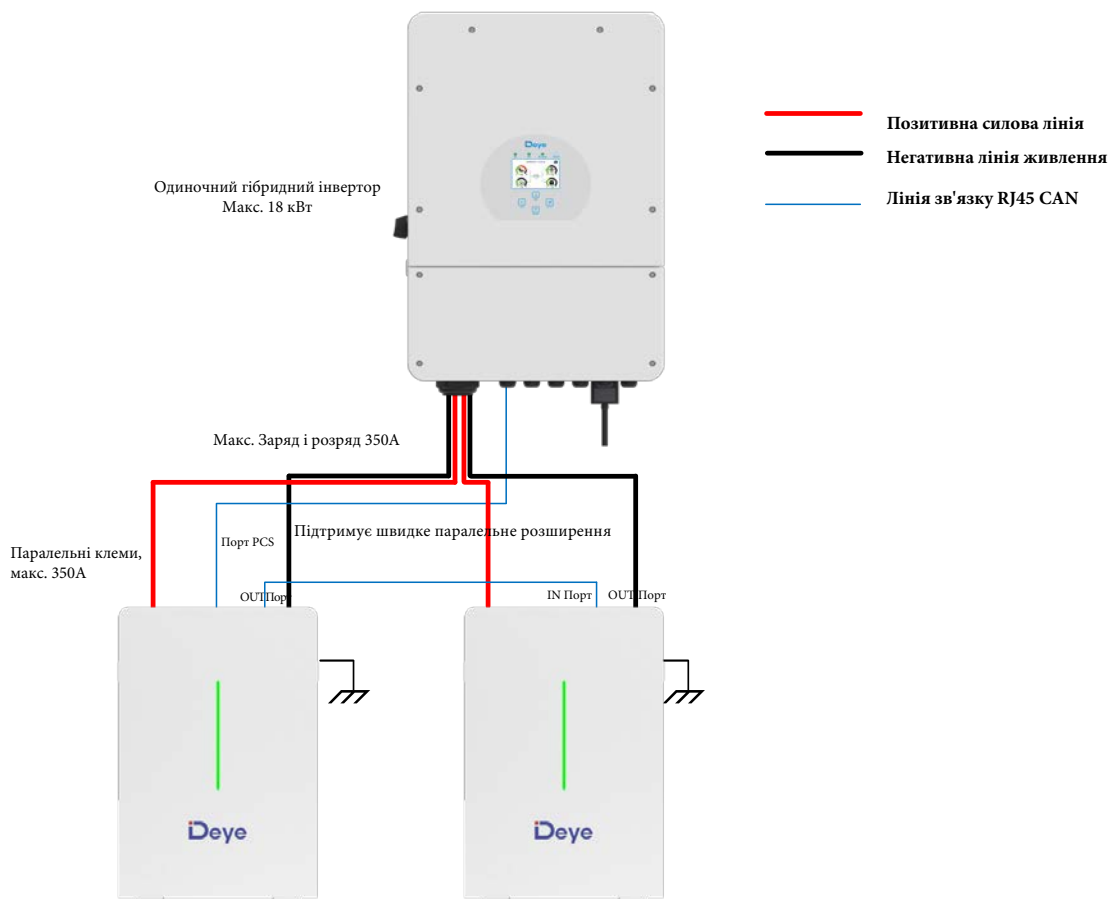 Deye
Позитивна силова лінія
Негативна лінія живлення
Лінія зв'язку RJ45 CAN
Одиночний гібридний інвертор
Макс. 18 кВт
Макс. Заряд і розряд 350А
Підтримує швидке паралельне розширення
Порт PCS
Паралельні клеми,
макс. 350А
OUTПорт
IN Порт
OUT Порт
Deye
Deye